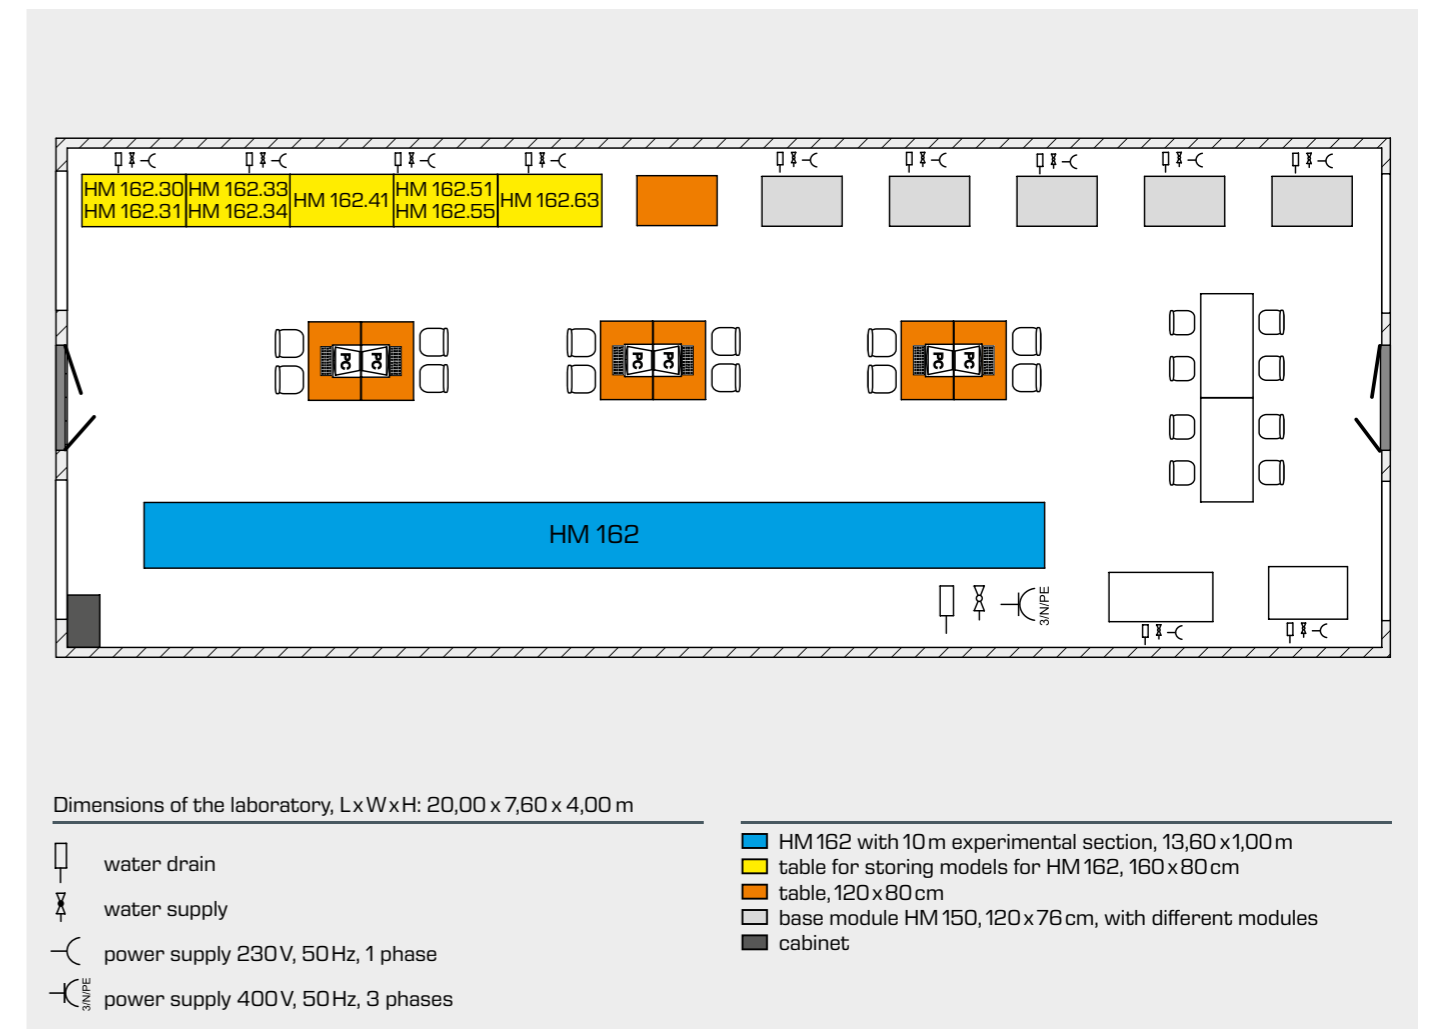 HM 162.30
HM 162.31
HM 162.33
HM 162.34
HM 162.41
HM 162.51
HM 162.55
HM 162.63
PC PC
PC PC
PC PC
HM 162
3/N/PE
Dimensions of the laboratory, L x W x H: 20,00 x 7,60 x 4,00 m
water drain
water supply
power supply 230 V, 50 Hz, 1 phase
3/N/PE
power supply 400 V, 50 Hz, 3 phases
HM 162 with 10 m experimental section, 13,60 x 1,00 m
table for storing models for HM 162, 160 x 80 cm
table, 120 x 80 cm
base module HM 150, 120 x 76 cm, with different modules
cabinet